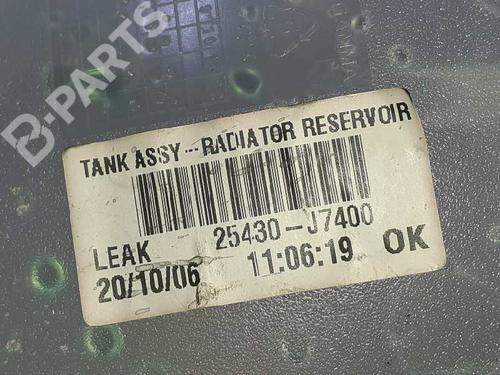 B-PARTS
TANK ASSY--RADIATOR RESERVOIR
LEAK 25430-J7400
20/10/06 11:06:19 OK